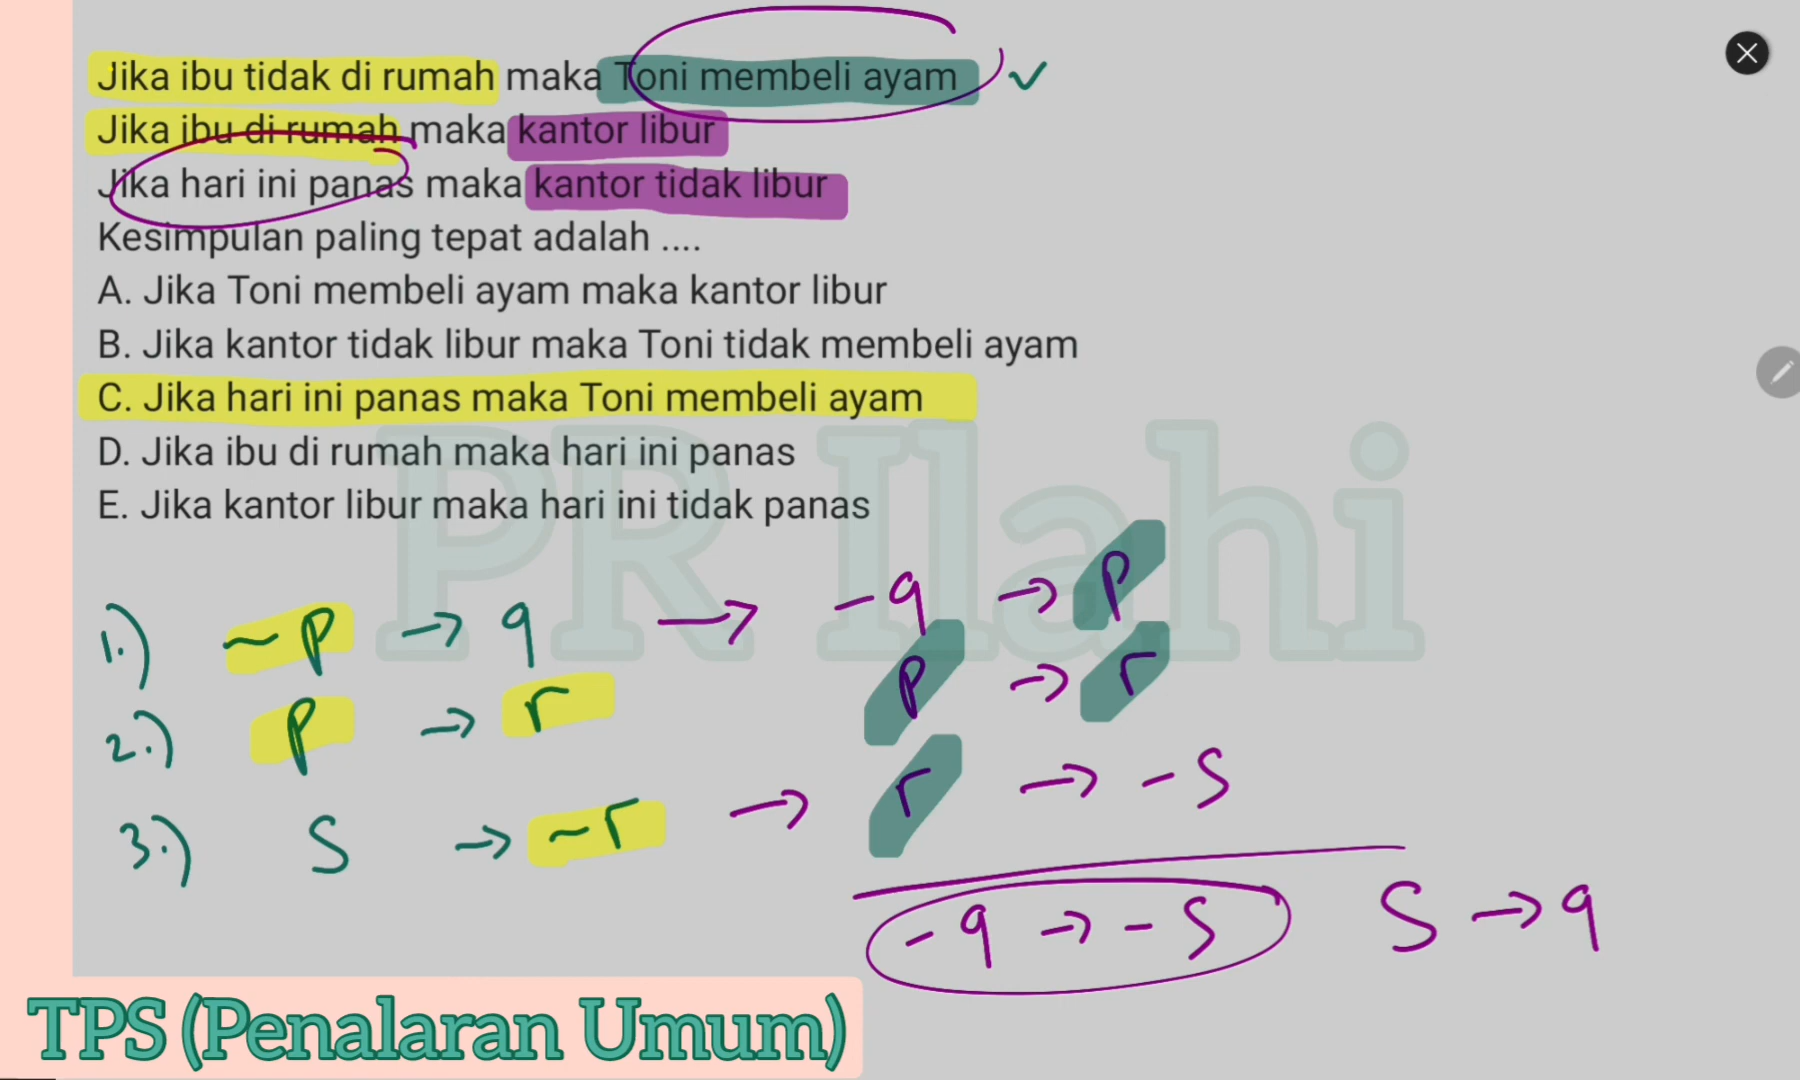 Jika ibu tidak di rumah maka Toni membeli ayam ✓
Jika ibu di rumah maka kantor libur
Jika hari ini panas maka kantor tidak libur
Kesimpulan paling tepat adalah ....
A. Jika Toni membeli ayam maka kantor libur
B. Jika kantor tidak libur maka Toni tidak membeli ayam
C. Jika hari ini panas maka Toni membeli ayam
D. Jika ibu di rumah maka hari ini panas
E. Jika kantor libur maka hari ini tidak panas
PR Ilahi
1.) ~p → q → -q → p
2.) p → r p → r
3.) s → ~r → r → -s
-q → -s s → q
TPS (Penalaran Umum)